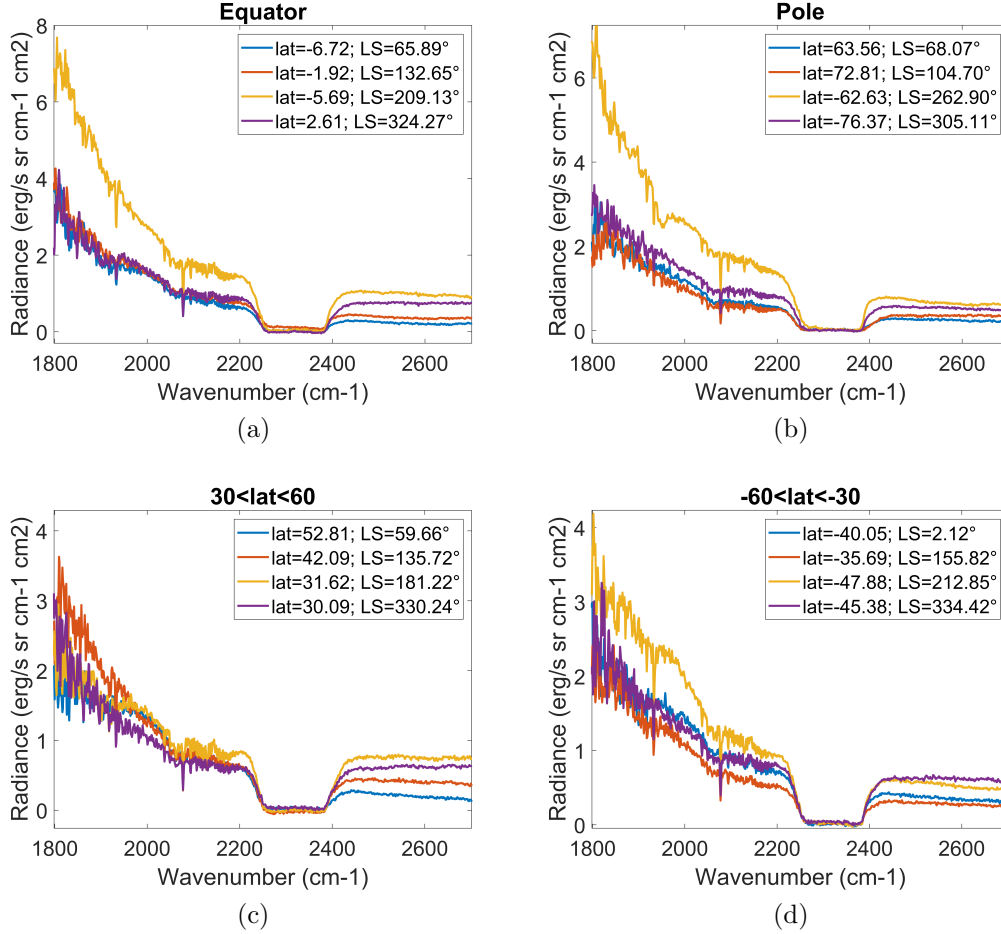 Equator
8
6
4
2
0
Radiance (erg/s sr cm-1 cm2)
lat=-6.72; LS=65.89°
lat=-1.92; LS=132.65°
lat=-5.69; LS=209.13°
lat=2.61; LS=324.27°
1800 2000 2200 2400 2600
Wavenumber (cm-1)
(a)
Pole
6
4
2
0
Radiance (erg/s sr cm-1 cm2)
lat=63.56; LS=68.07°
lat=72.81; LS=104.70°
lat=-62.63; LS=262.90°
lat=-76.37; LS=305.11°
1800 2000 2200 2400 2600
Wavenumber (cm-1)
(b)
30<lat<60
4
3
2
1
0
Radiance (erg/s sr cm-1 cm2)
lat=52.81; LS=59.66°
lat=42.09; LS=135.72°
lat=31.62; LS=181.22°
lat=30.09; LS=330.24°
1800 2000 2200 2400 2600
Wavenumber (cm-1)
(c)
-60<lat<-30
4
3
2
1
0
Radiance (erg/s sr cm-1 cm2)
lat=-40.05; LS=2.12°
lat=-35.69; LS=155.82°
lat=-47.88; LS=212.85°
lat=-45.38; LS=334.42°
1800 2000 2200 2400 2600
Wavenumber (cm-1)
(d)